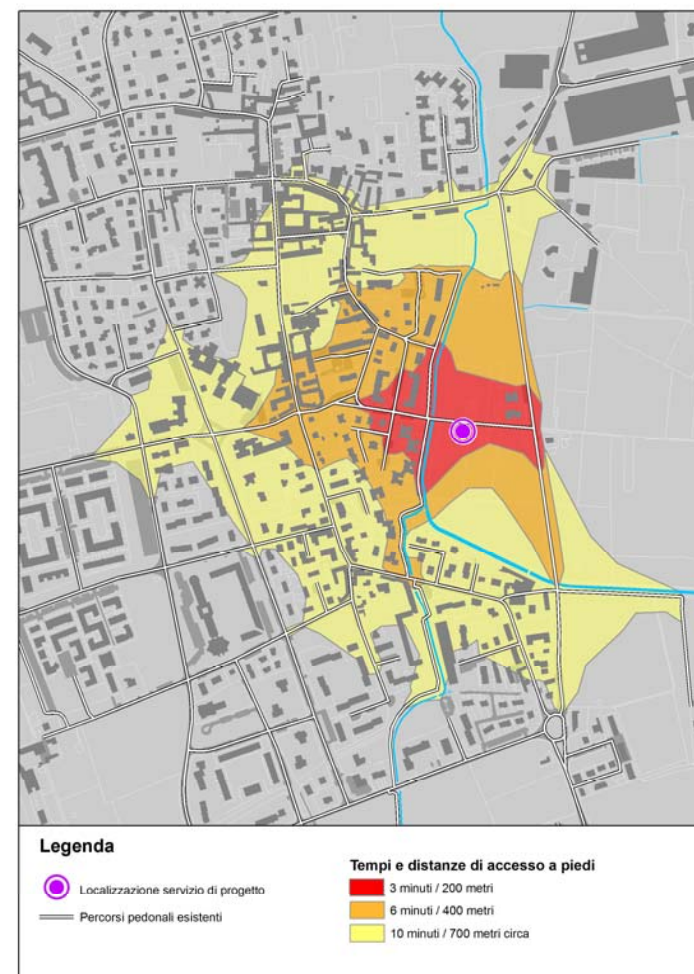 Legenda
Localizzazione servizio di progetto
Percorsi pedonali esistenti
Tempi e distanze di accesso a piedi
3 minuti / 200 metri
6 minuti / 400 metri
10 minuti / 700 metri circa